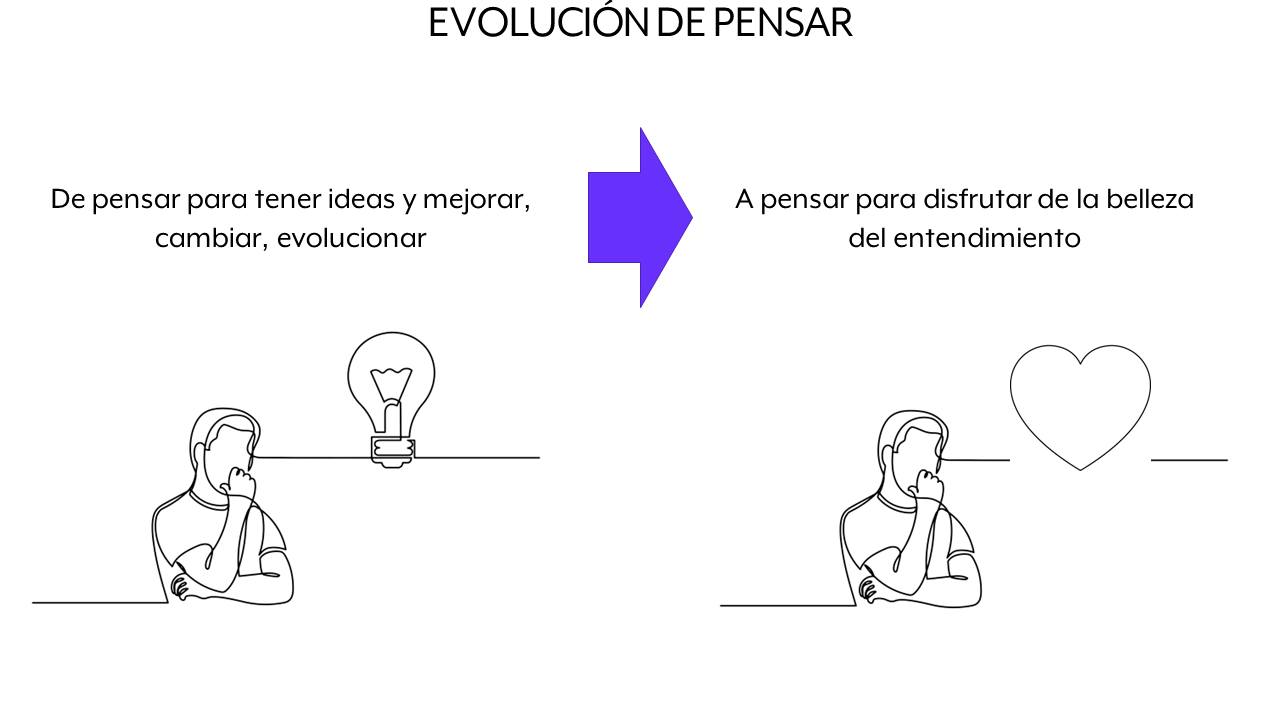 EVOLUCIÓN DE PENSAR
De pensar para tener ideas y mejorar,
cambiar, evolucionar
A pensar para disfrutar de la belleza
del entendimiento